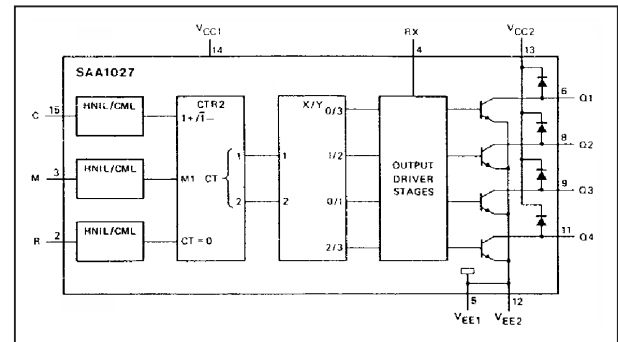 VCC1 RX VCC2
14 4 13
SAA1027
C 15 HNIL/CML CTR2 1+/1̅− X/Y 0/3 6 Q1
M 3 HNIL/CML M1 CT { 1 1 1/2 OUTPUT DRIVER STAGES 8 Q2
2 2 0/1 9 Q3
R 2 HNIL/CML CT = 0 2/3 11 Q4
5 12
VEE1 VEE2